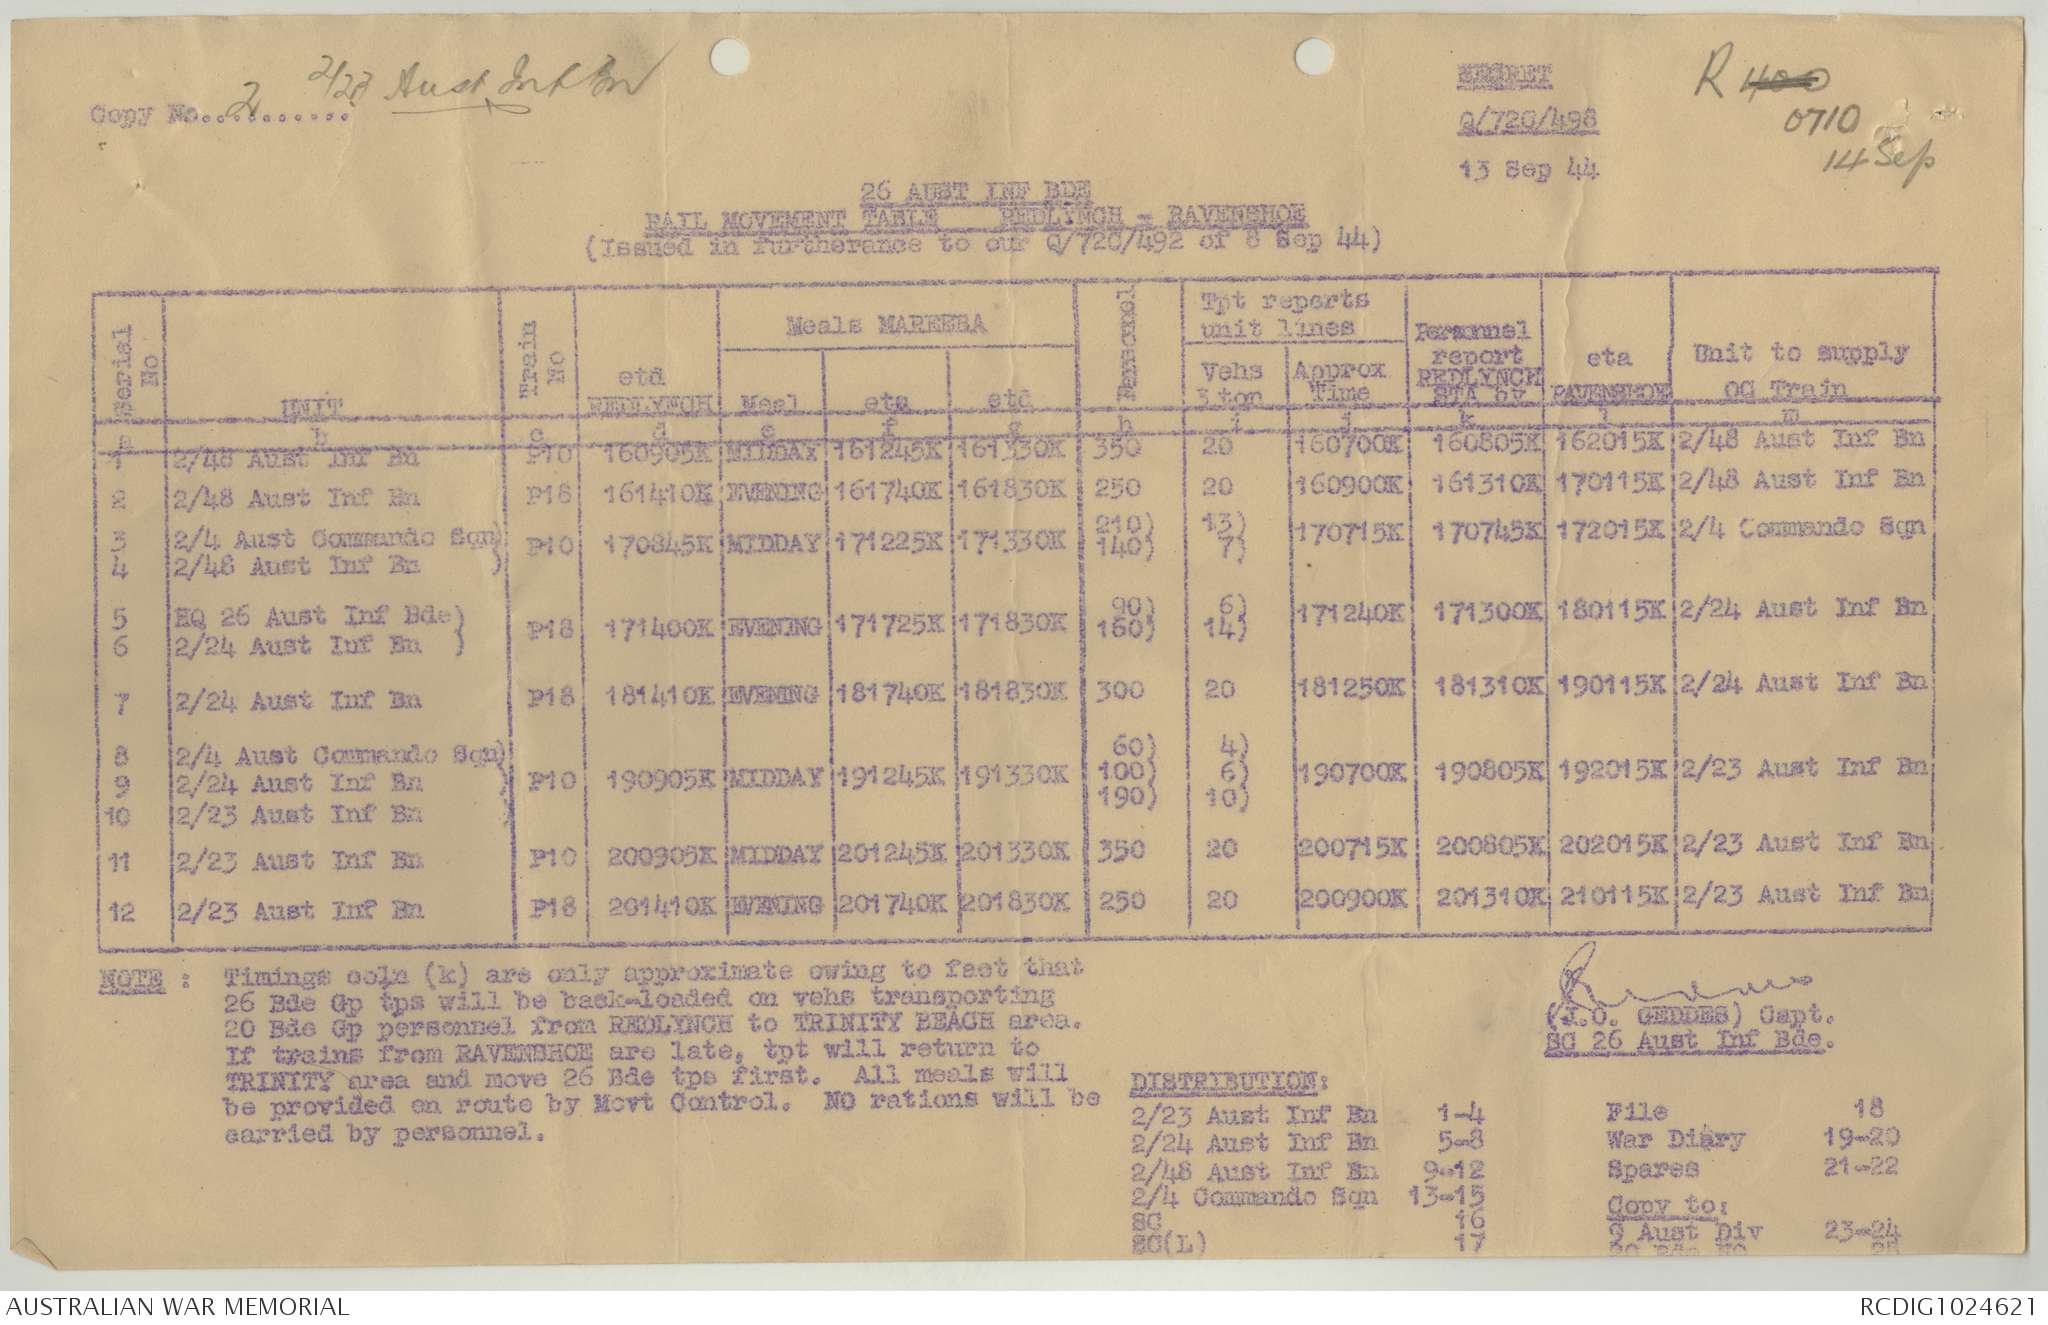 Copy No...2........ 2/23 Aust Inf Bn
SECRET
Q/720/498
13 Sep 44
R 400
0710
14 Sep
26 AUST INF BDE
RAIL MOVEMENT TABLE REDLYNCH - RAVENSHOE
(Issued in furtherance to our Q/720/492 of 8 Sep 44)
Serial No | UNIT | Train No | etd REDLYNCH | Meals MAREEBA | Personnel | Tpt reports unit lines | Personnel report REDLYNCH STA by | eta RAVENSHOE | Unit to supply OC Train
Meal | eta | etd | Vehs 3 ton | Approx Time
a | b | c | d | e | f | g | h | i | j | k | l | m
1 | 2/48 Aust Inf Bn | P10 | 160905K | MIDDAY | 161245K | 161330K | 350 | 20 | 160700K | 160805K | 162015K | 2/48 Aust Inf Bn
2 | 2/48 Aust Inf Bn | P18 | 161410K | EVENING | 161740K | 161830K | 250 | 20 | 160900K | 161310K | 170115K | 2/48 Aust Inf Bn
3 | 2/4 Aust Commando Sqn) | P10 | 170845K | MIDDAY | 171225K | 171330K | 210) | 13) | 170715K | 170745K | 172015K | 2/4 Commando Sqn
4 | 2/48 Aust Inf Bn ) | 140) | 7)
5 | HQ 26 Aust Inf Bde) | P18 | 171400K | EVENING | 171725K | 171830K | 90) | 6) | 171240K | 171300K | 180115K | 2/24 Aust Inf Bn
6 | 2/24 Aust Inf Bn ) | 160) | 14)
7 | 2/24 Aust Inf Bn | P18 | 181410K | EVENING | 181740K | 181830K | 300 | 20 | 181250K | 181310K | 190115K | 2/24 Aust Inf Bn
8 | 2/4 Aust Commando Sqn) | 60) | 4)
9 | 2/24 Aust Inf Bn ) | P10 | 190905K | MIDDAY | 191245K | 191330K | 100) | 6) | 190700K | 190805K | 192015K | 2/23 Aust Inf Bn
10 | 2/23 Aust Inf Bn ) | 190) | 10)
11 | 2/23 Aust Inf Bn | P10 | 200905K | MIDDAY | 201245K | 201330K | 350 | 20 | 200715K | 200805K | 202015K | 2/23 Aust Inf Bn
12 | 2/23 Aust Inf Bn | P18 | 201410K | EVENING | 201740K | 201830K | 250 | 20 | 200900K | 201310K | 210115K | 2/23 Aust Inf Bn
NOTE : Timings coln (k) are only approximate owing to fact that
26 Bde Gp tps will be back-loaded on vehs transporting
20 Bde Gp personnel from REDLYNCH to TRINITY BEACH area.
If trains from RAVENSHOE are late, tpt will return to
TRINITY area and move 26 Bde tps first. All meals will
be provided en route by Movt Control. NO rations will be
carried by personnel.
(J.O. GEDDES) Capt.
SC 26 Aust Inf Bde.
DISTRIBUTION:
2/23 Aust Inf Bn 1-4
2/24 Aust Inf Bn 5-8
2/48 Aust Inf Bn 9-12
2/4 Commando Sqn 13-15
SC 16
SC(L) 17
File 18
War Diary 19-20
Spares 21-22
Copy to:
9 Aust Div 23-24
20 Bde HQ 25
AUSTRALIAN WAR MEMORIAL
RCDIG1024621